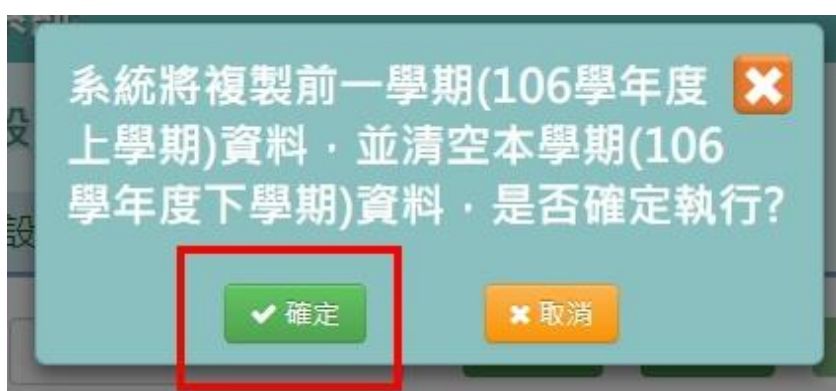 系統將複製前一學期(106學年度
上學期)資料，並清空本學期(106
學年度下學期)資料，是否確定執行?
確定
取消
設